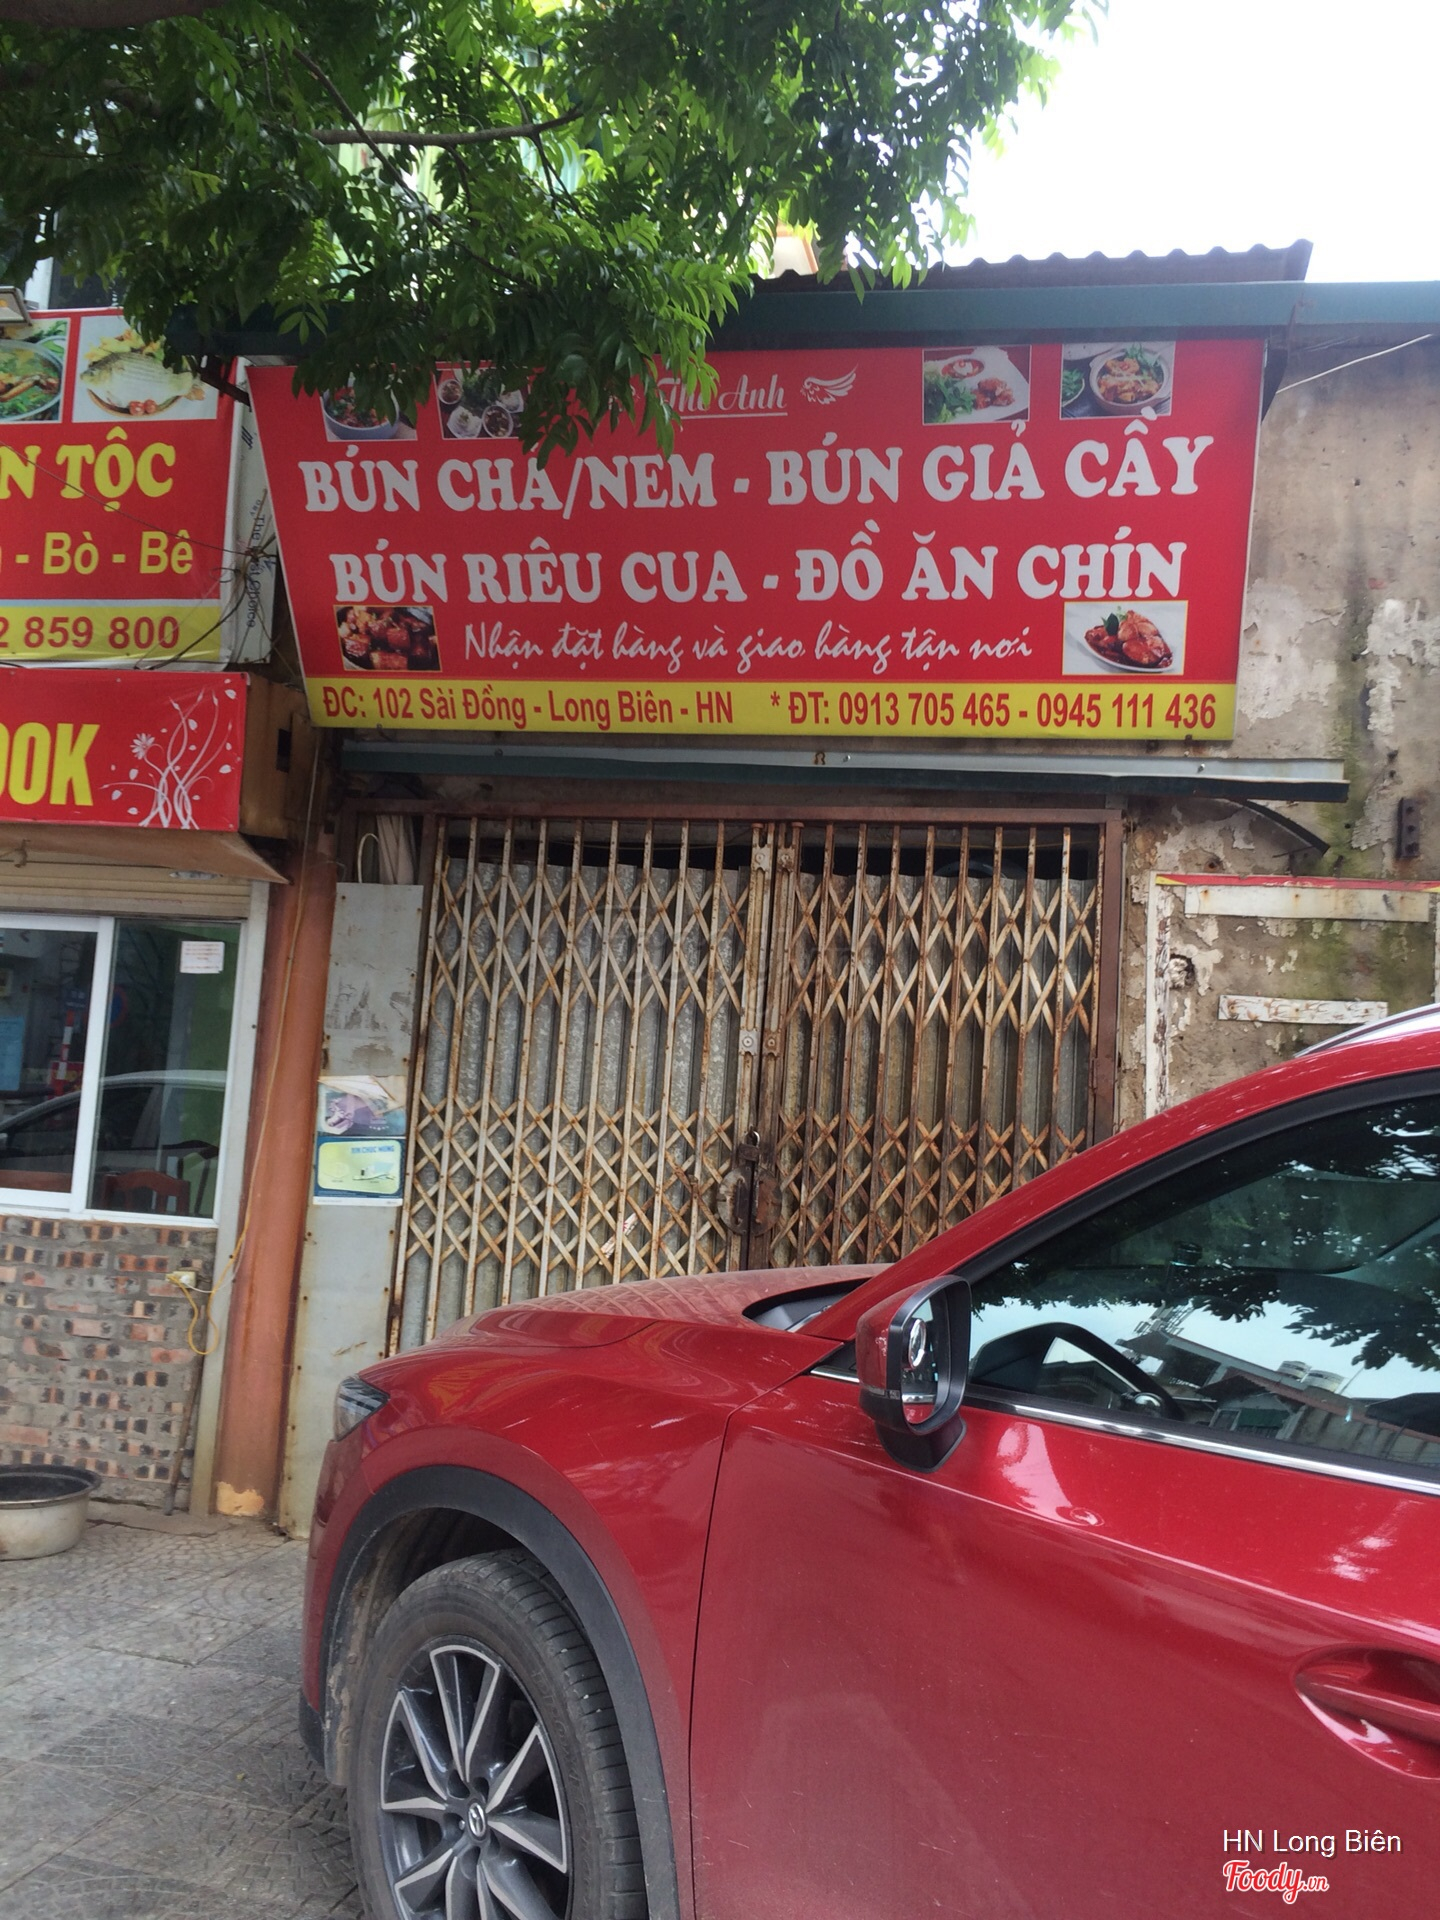 Thế Anh
BÚN CHẢ/NEM - BÚN GIẢ CẦY
BÚN RIÊU CUA - ĐỒ ĂN CHÍN
Nhận đặt hàng và giao hàng tận nơi
ĐC: 102 Sài Đồng - Long Biên - HN * ĐT: 0913 705 465 - 0945 111 436
N TỘC
- Bò - Bê
2 859 800
OOK
HN Long Biên
Foody.vn